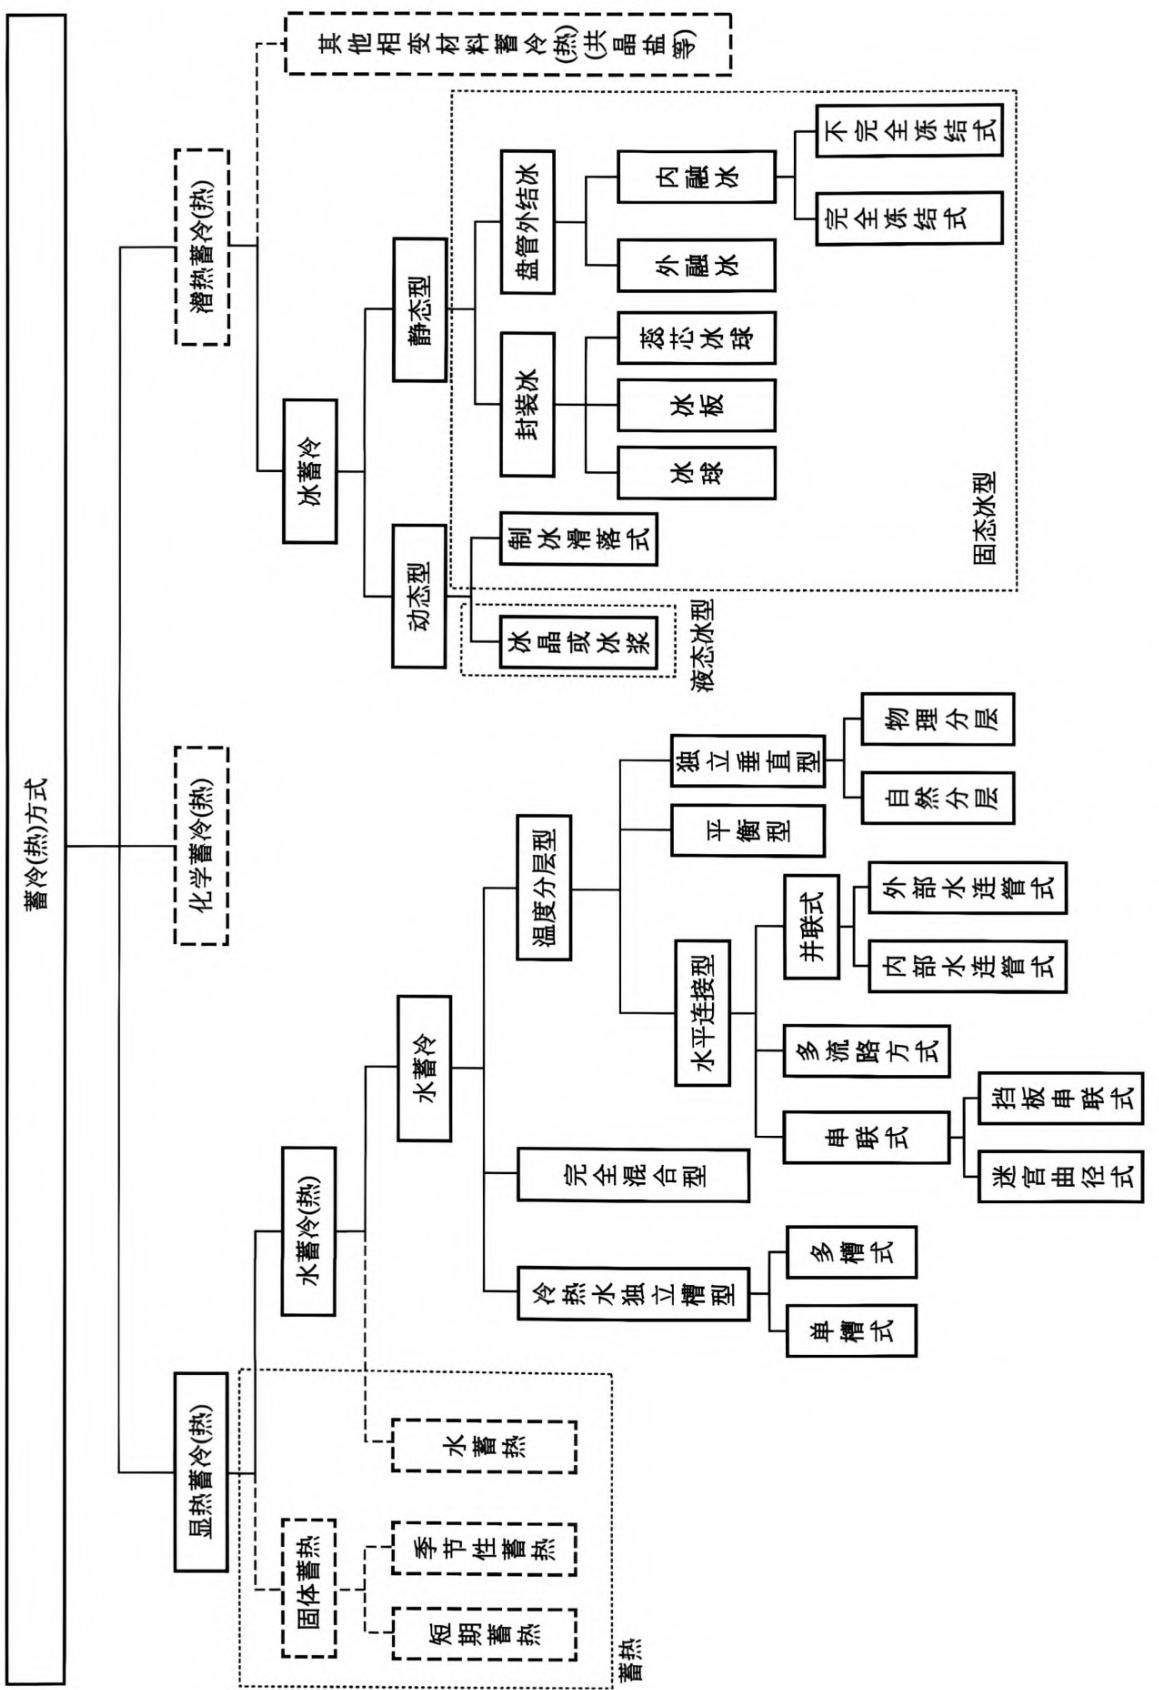 蓄冷(热)方式
显热蓄冷(热)
化学蓄冷(热)
潜热蓄冷(热)
固体蓄热
水蓄冷(热)
冰蓄冷
其他相变材料蓄冷(热)(共晶盐等)
短期蓄热
季节性蓄热
水蓄热
水蓄冷
动态型
静态型
蓄热
冷热水独立槽型
完全混合型
温度分层型
冰晶或冰浆
制冰滑落式
封装冰
盘管外结冰
单槽式
多槽式
水平连接型
平衡型
独立垂直型
液态冰型
冰球
冰板
蕊芯冰球
外融冰
内融冰
串联式
多流路方式
并联式
自然分层
物理分层
完全冻结式
不完全冻结式
迷宫曲径式
挡板串联式
内部水连管式
外部水连管式
固态冰型